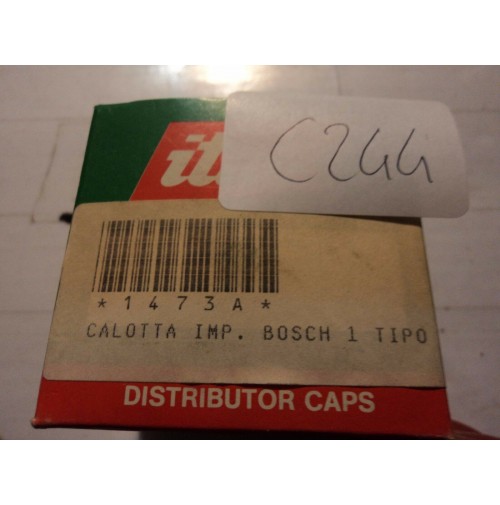 C244
*1473A*
CALOTTA IMP. BOSCH 1 TIPO
DISTRIBUTOR CAPS